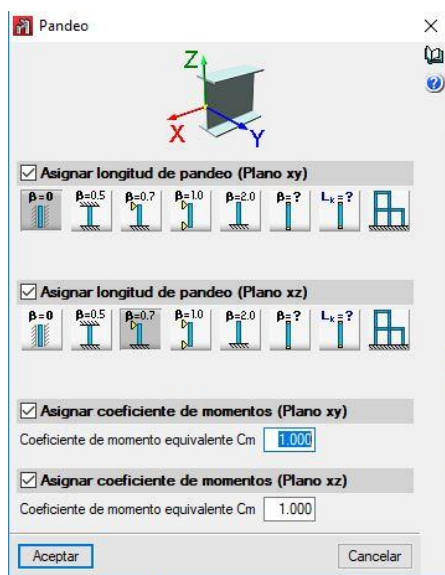 Pandeo
Z
X
Y
Asignar longitud de pandeo (Plano xy)
β=0 β=0.5 β=0.7 β=1.0 β=2.0 β=? Lk=?
Asignar longitud de pandeo (Plano xz)
β=0 β=0.5 β=0.7 β=1.0 β=2.0 β=? Lk=?
Asignar coeficiente de momentos (Plano xy)
Coeficiente de momento equivalente Cm 1.000
Asignar coeficiente de momentos (Plano xz)
Coeficiente de momento equivalente Cm 1.000
Aceptar Cancelar